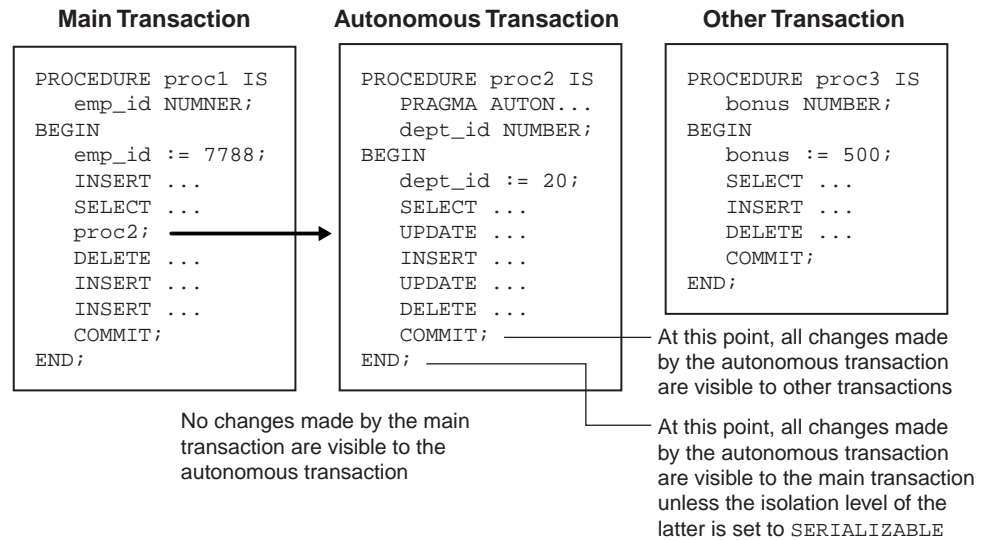 Main Transaction
PROCEDURE proc1 IS
emp_id NUMNER;
BEGIN
emp_id := 7788;
INSERT ...
SELECT ...
proc2;
DELETE ...
INSERT ...
INSERT ...
COMMIT;
END;
Autonomous Transaction
PROCEDURE proc2 IS
PRAGMA AUTON...
dept_id NUMBER;
BEGIN
dept_id := 20;
SELECT ...
UPDATE ...
INSERT ...
UPDATE ...
DELETE ...
COMMIT;
END;
Other Transaction
PROCEDURE proc3 IS
bonus NUMBER;
BEGIN
bonus := 500;
SELECT ...
INSERT ...
DELETE ...
COMMIT;
END;
No changes made by the main
transaction are visible to the
autonomous transaction
At this point, all changes made
by the autonomous transaction
are visible to other transactions
At this point, all changes made
by the autonomous transaction
are visible to the main transaction
unless the isolation level of the
latter is set to SERIALIZABLE